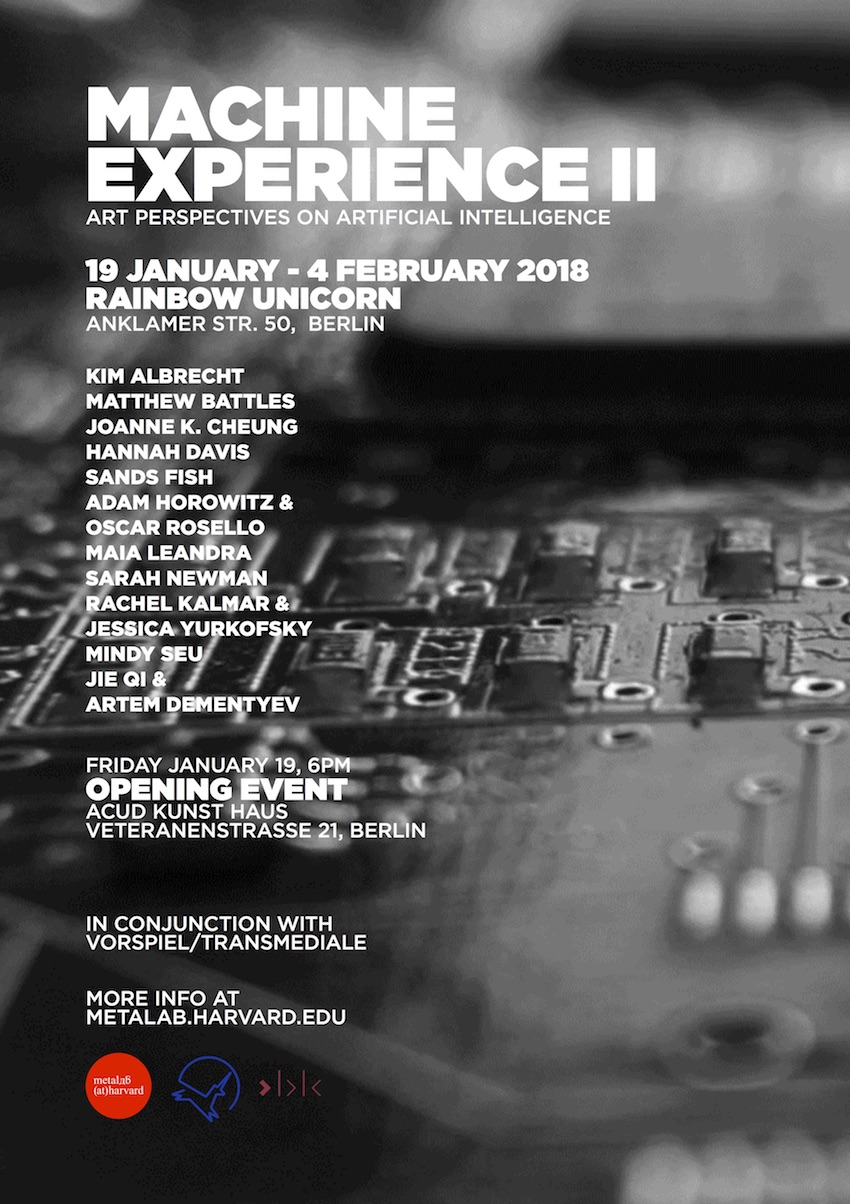 MACHINE
EXPERIENCE II
ART PERSPECTIVES ON ARTIFICIAL INTELLIGENCE
19 JANUARY - 4 FEBRUARY 2018
RAINBOW UNICORN
ANKLAMER STR. 50, BERLIN
KIM ALBRECHT
MATTHEW BATTLES
JOANNE K. CHEUNG
HANNAH DAVIS
SANDS FISH
ADAM HOROWITZ &
OSCAR ROSELLO
MAIA LEANDRA
SARAH NEWMAN
RACHEL KALMAR &
JESSICA YURKOFSKY
MINDY SEU
JIE QI &
ARTEM DEMENTYEV
FRIDAY JANUARY 19, 6PM
OPENING EVENT
ACUD KUNST HAUS
VETERANENSTRASSE 21, BERLIN
IN CONJUNCTION WITH
VORSPIEL/TRANSMEDIALE
MORE INFO AT
METALAB.HARVARD.EDU
metaLAB
(at)harvard